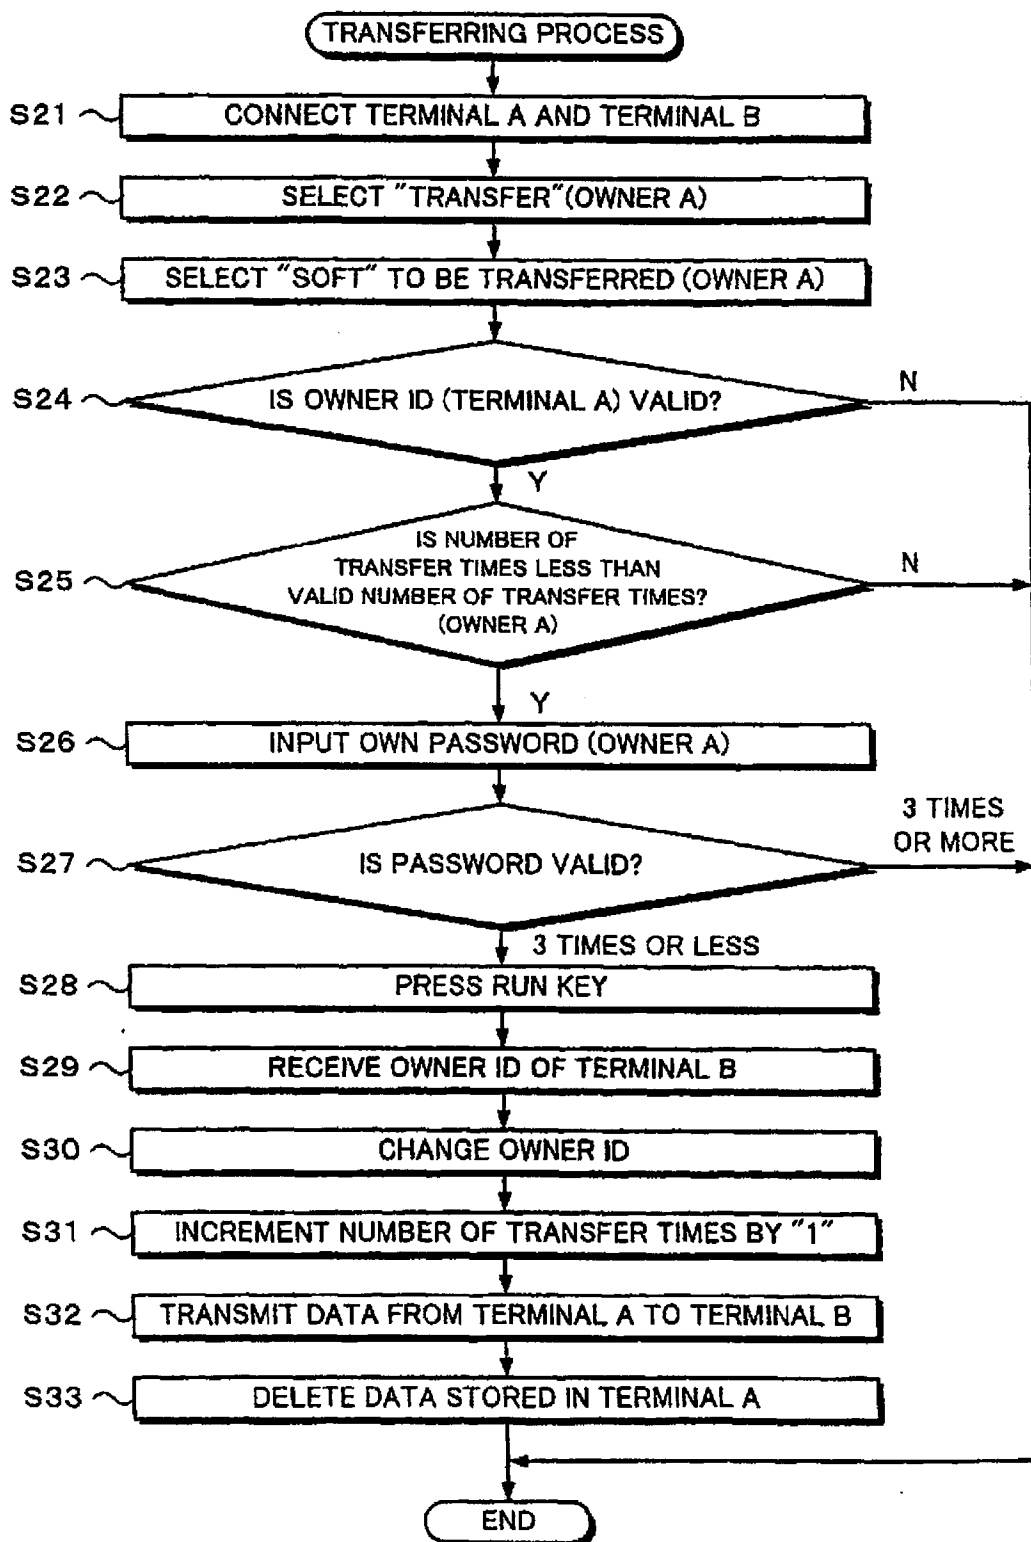 TRANSFERRING PROCESS
S21
CONNECT TERMINAL A AND TERMINAL B
S22
SELECT "TRANSFER"(OWNER A)
S23
SELECT "SOFT" TO BE TRANSFERRED (OWNER A)
S24
IS OWNER ID (TERMINAL A) VALID?
N
Y
S25
IS NUMBER OF
TRANSFER TIMES LESS THAN
VALID NUMBER OF TRANSFER TIMES?
(OWNER A)
N
Y
S26
INPUT OWN PASSWORD (OWNER A)
S27
IS PASSWORD VALID?
3 TIMES
OR MORE
3 TIMES OR LESS
S28
PRESS RUN KEY
S29
RECEIVE OWNER ID OF TERMINAL B
S30
CHANGE OWNER ID
S31
INCREMENT NUMBER OF TRANSFER TIMES BY "1"
S32
TRANSMIT DATA FROM TERMINAL A TO TERMINAL B
S33
DELETE DATA STORED IN TERMINAL A
END